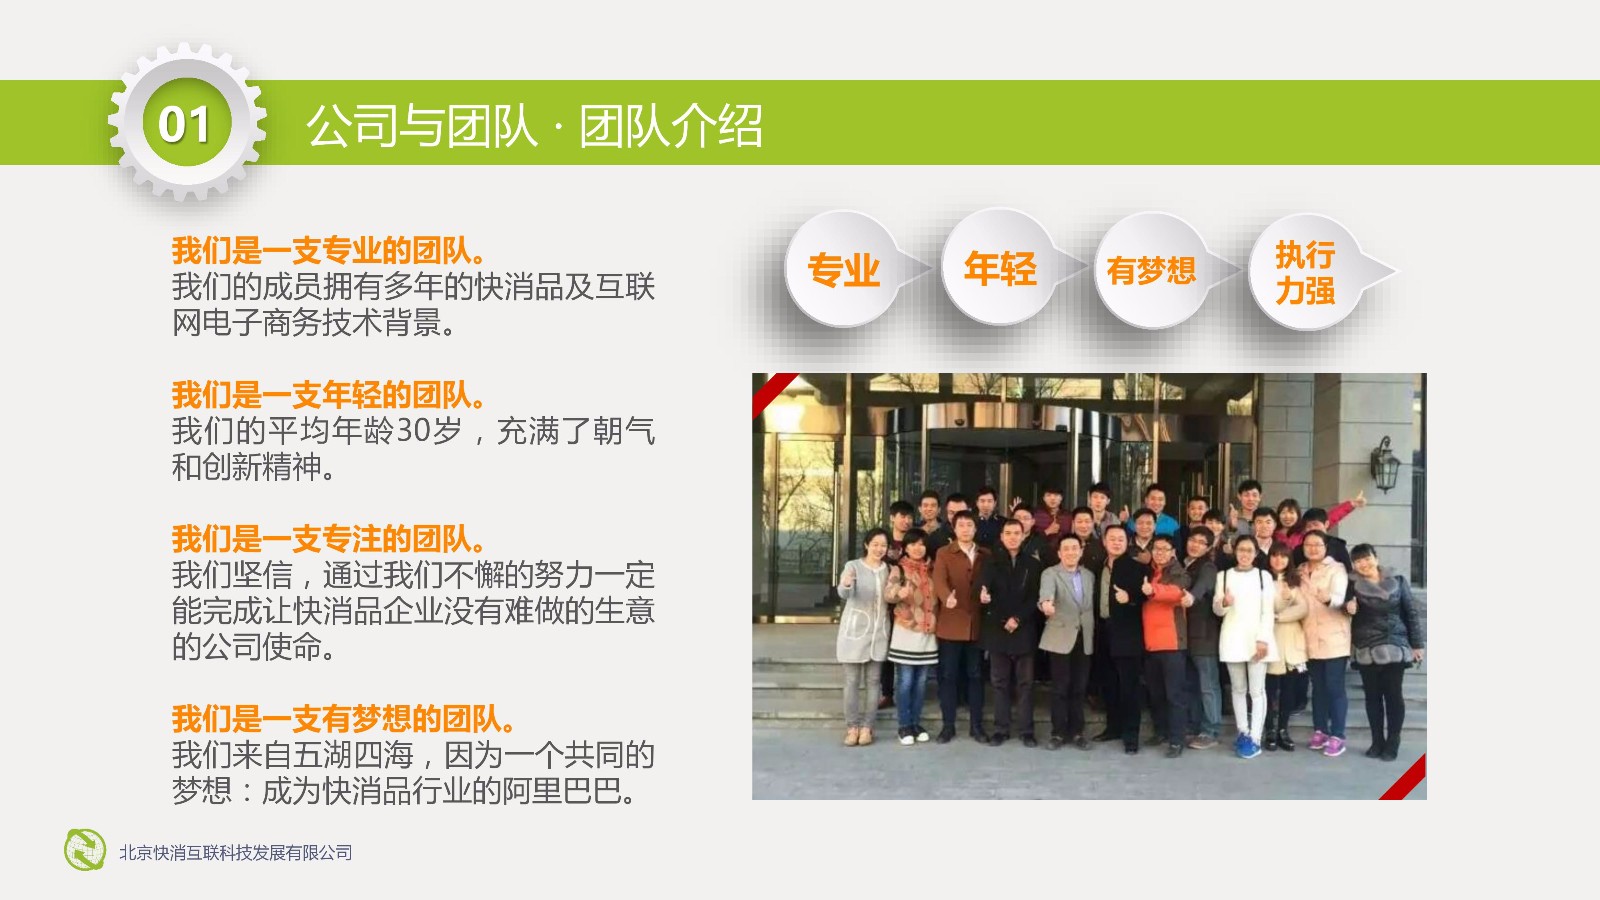 01
公司与团队 · 团队介绍
我们是一支专业的团队。
我们的成员拥有多年的快消品及互联
网电子商务技术背景。
我们是一支年轻的团队。
我们的平均年龄30岁，充满了朝气
和创新精神。
我们是一支专注的团队。
我们坚信，通过我们不懈的努力一定
能完成让快消品企业没有难做的生意
的公司使命。
我们是一支有梦想的团队。
我们来自五湖四海，因为一个共同的
梦想：成为快消品行业的阿里巴巴。
专业
年轻
有梦想
执行
力强
北京快消互联科技发展有限公司